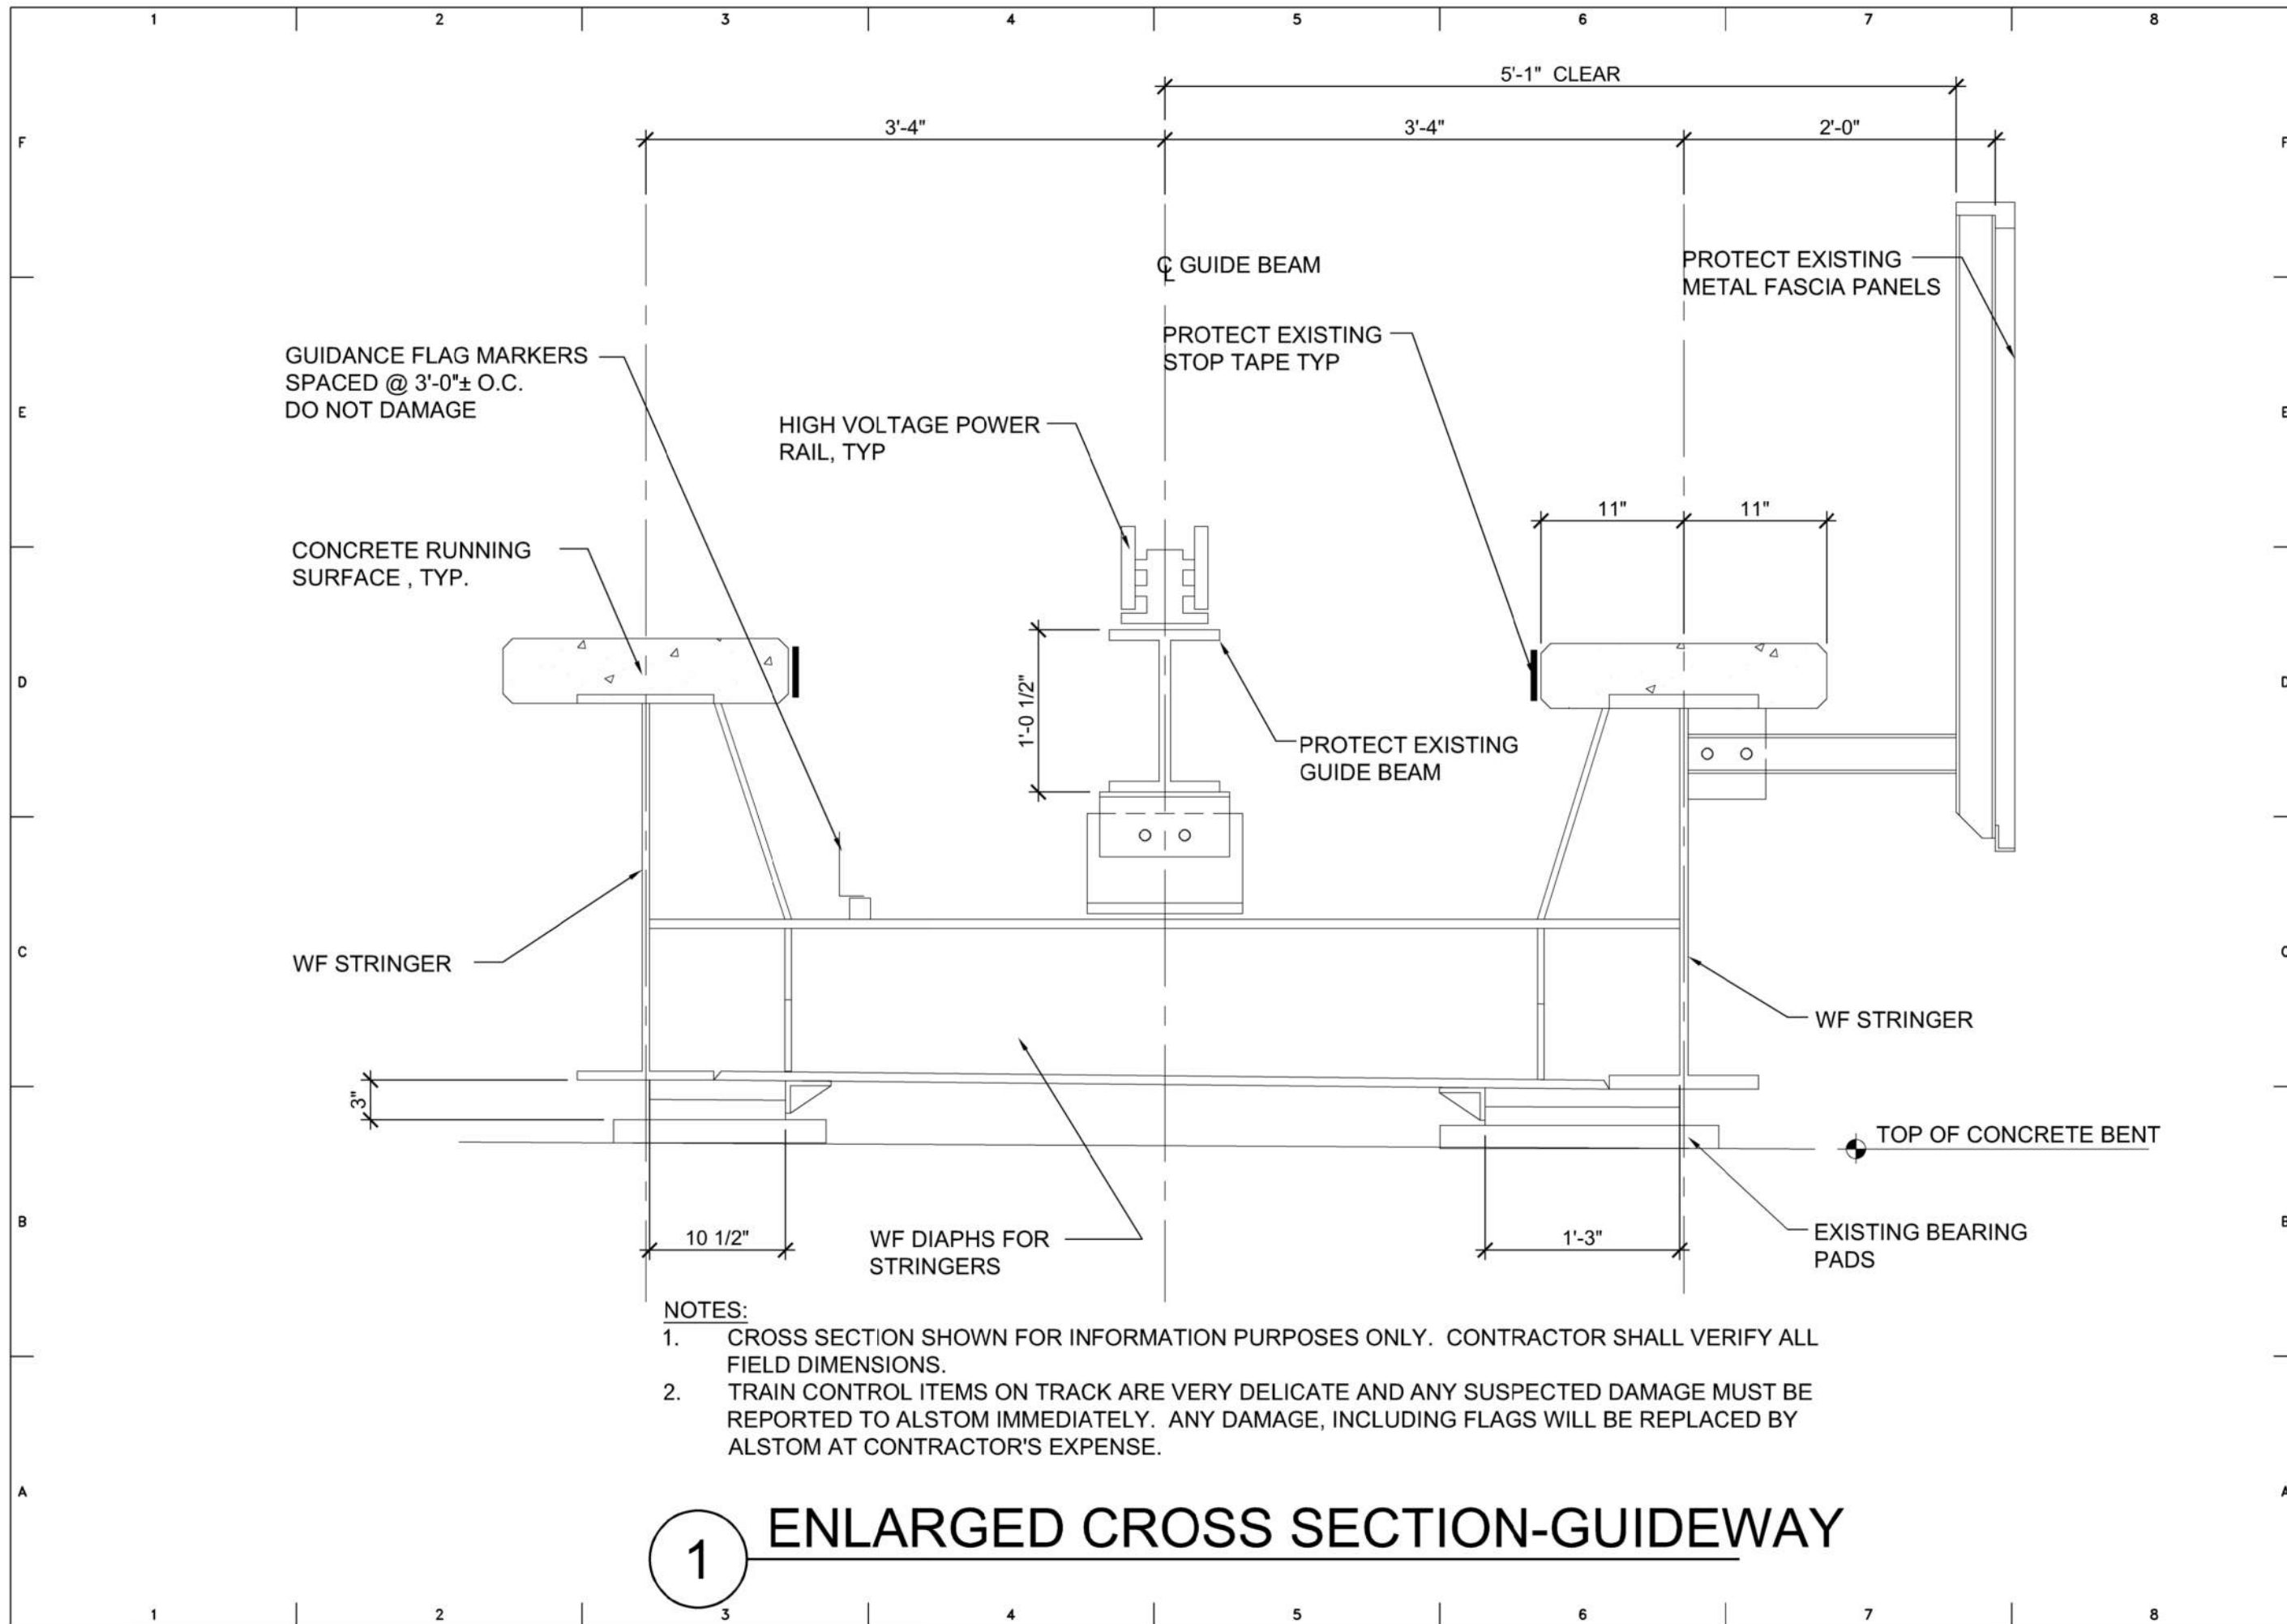 1 2 3 4 5 6 7 8
5'-1" CLEAR
3'-4" 3'-4" 2'-0"
F F
℄ GUIDE BEAM
PROTECT EXISTING
METAL FASCIA PANELS
PROTECT EXISTING
STOP TAPE TYP
GUIDANCE FLAG MARKERS
SPACED @ 3'-0"± O.C.
DO NOT DAMAGE
E E
HIGH VOLTAGE POWER
RAIL, TYP
11" 11"
CONCRETE RUNNING
SURFACE , TYP.
D D
1'-0 1/2"
PROTECT EXISTING
GUIDE BEAM
C C
WF STRINGER
WF STRINGER
3"
TOP OF CONCRETE BENT
B B
10 1/2"
WF DIAPHS FOR
STRINGERS
1'-3"
EXISTING BEARING
PADS
NOTES:
1. CROSS SECTION SHOWN FOR INFORMATION PURPOSES ONLY. CONTRACTOR SHALL VERIFY ALL
FIELD DIMENSIONS.
2. TRAIN CONTROL ITEMS ON TRACK ARE VERY DELICATE AND ANY SUSPECTED DAMAGE MUST BE
REPORTED TO ALSTOM IMMEDIATELY. ANY DAMAGE, INCLUDING FLAGS WILL BE REPLACED BY
ALSTOM AT CONTRACTOR'S EXPENSE.
A A
1 ENLARGED CROSS SECTION-GUIDEWAY
1 2 3 4 5 6 7 8